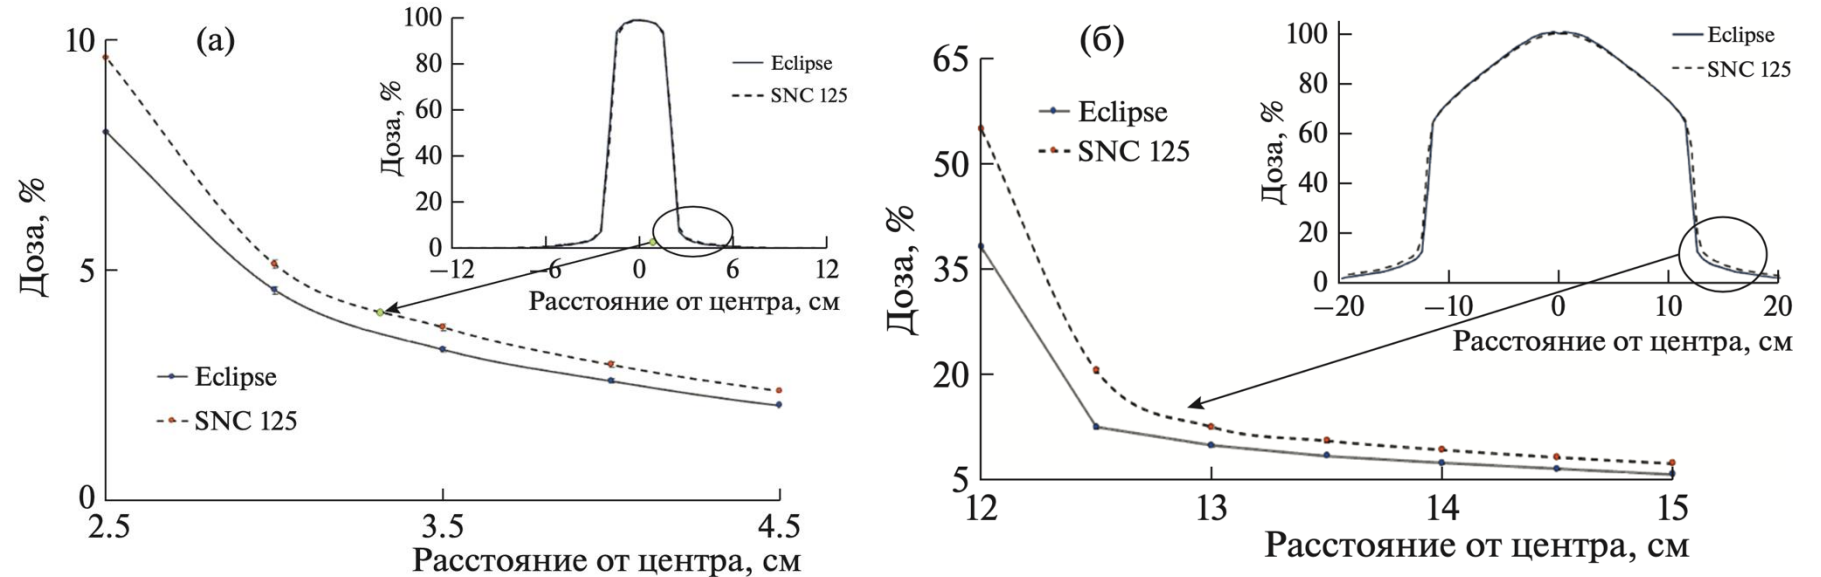 (а)
10
5
0
2.5
3.5
4.5
Доза, %
Расстояние от центра, см
Eclipse
SNC 125
100
80
60
40
20
0
−12
−6
0
6
12
Доза, %
Расстояние от центра, см
Eclipse
SNC 125
(б)
65
50
35
20
5
12
13
14
15
Доза, %
Расстояние от центра, см
Eclipse
SNC 125
100
80
60
40
20
0
−20
−10
0
10
20
Доза, %
Расстояние от центра, см
Eclipse
SNC 125